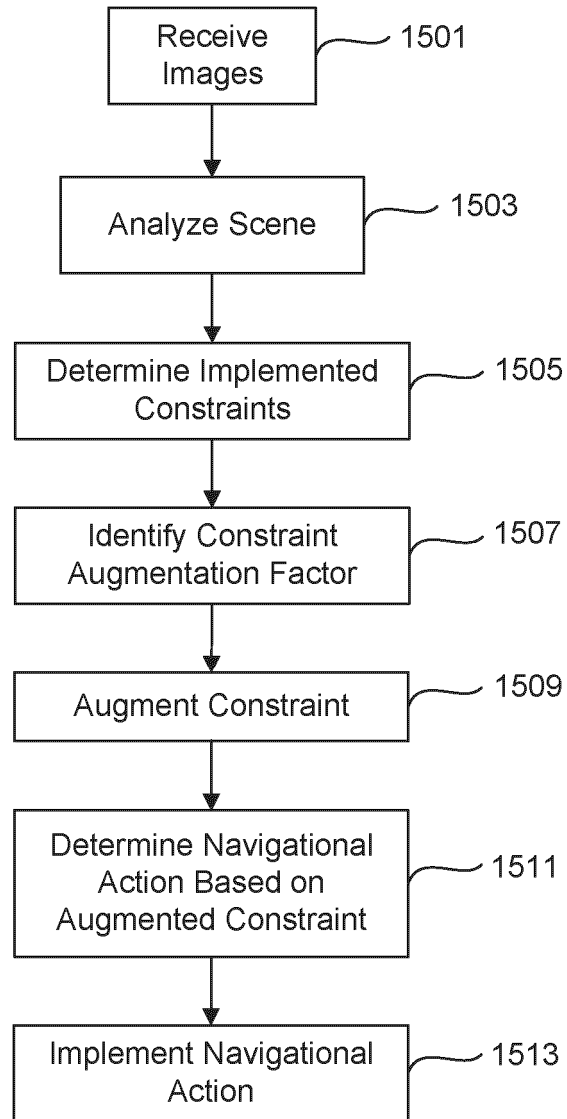 Receive
Images
1501
Analyze Scene
1503
Determine Implemented
Constraints
1505
Identify Constraint
Augmentation Factor
1507
Augment Constraint
1509
Determine Navigational
Action Based on
Augmented Constraint
1511
Implement Navigational
Action
1513